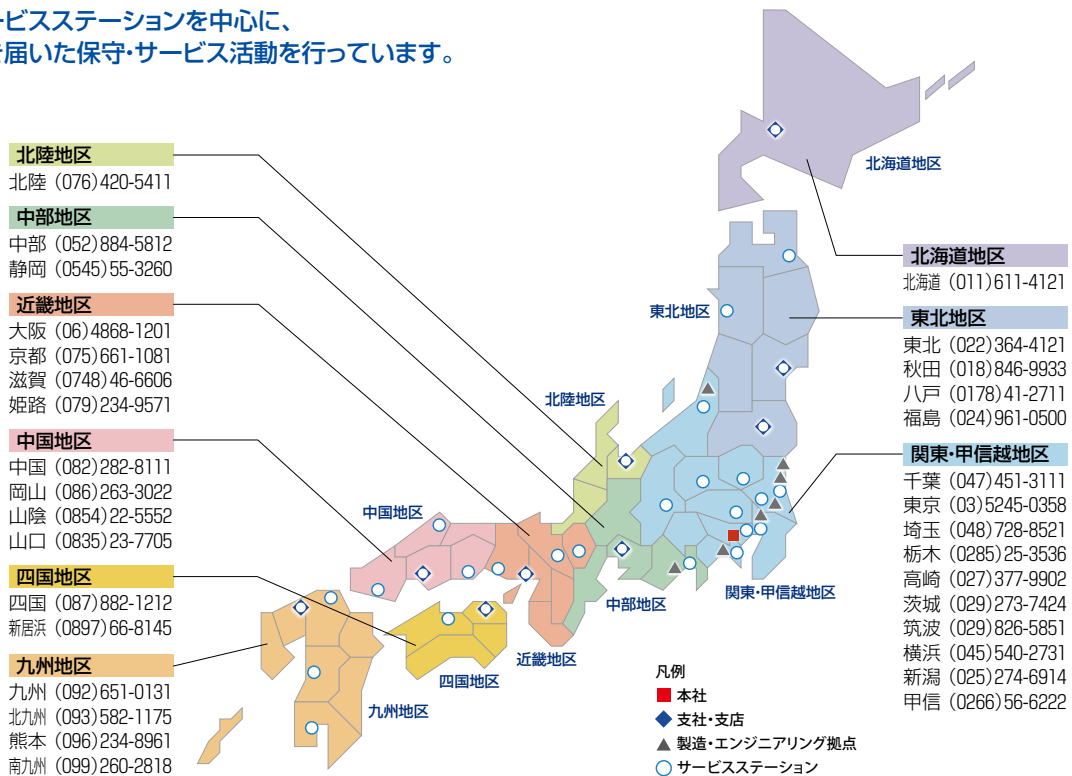 ービスステーションを中心に、
き届いた保守・サービス活動を行っています。
北陸地区
北陸 (076)420-5411
中部地区
中部 (052)884-5812
静岡 (0545)55-3260
近畿地区
大阪 (06)4868-1201
京都 (075)661-1081
滋賀 (0748)46-6606
姫路 (079)234-9571
中国地区
中国 (082)282-8111
岡山 (086)263-3022
山陰 (0854)22-5552
山口 (0835)23-7705
四国地区
四国 (087)882-1212
新居浜 (0897)66-8145
九州地区
九州 (092)651-0131
北九州 (093)582-1175
熊本 (096)234-8961
南九州 (099)260-2818
北海道地区
東北地区
北陸地区
中国地区
関東・甲信越地区
中部地区
近畿地区
四国地区
九州地区
凡例
本社
支社・支店
製造・エンジニアリング拠点
サービスステーション
北海道地区
北海道 (011)611-4121
東北地区
東北 (022)364-4121
秋田 (018)846-9933
八戸 (0178)41-2711
福島 (024)961-0500
関東・甲信越地区
千葉 (047)451-3111
東京 (03)5245-0358
埼玉 (048)728-8521
栃木 (0285)25-3536
高崎 (027)377-9902
茨城 (029)273-7424
筑波 (029)826-5851
横浜 (045)540-2731
新潟 (025)274-6914
甲信 (0266)56-6222